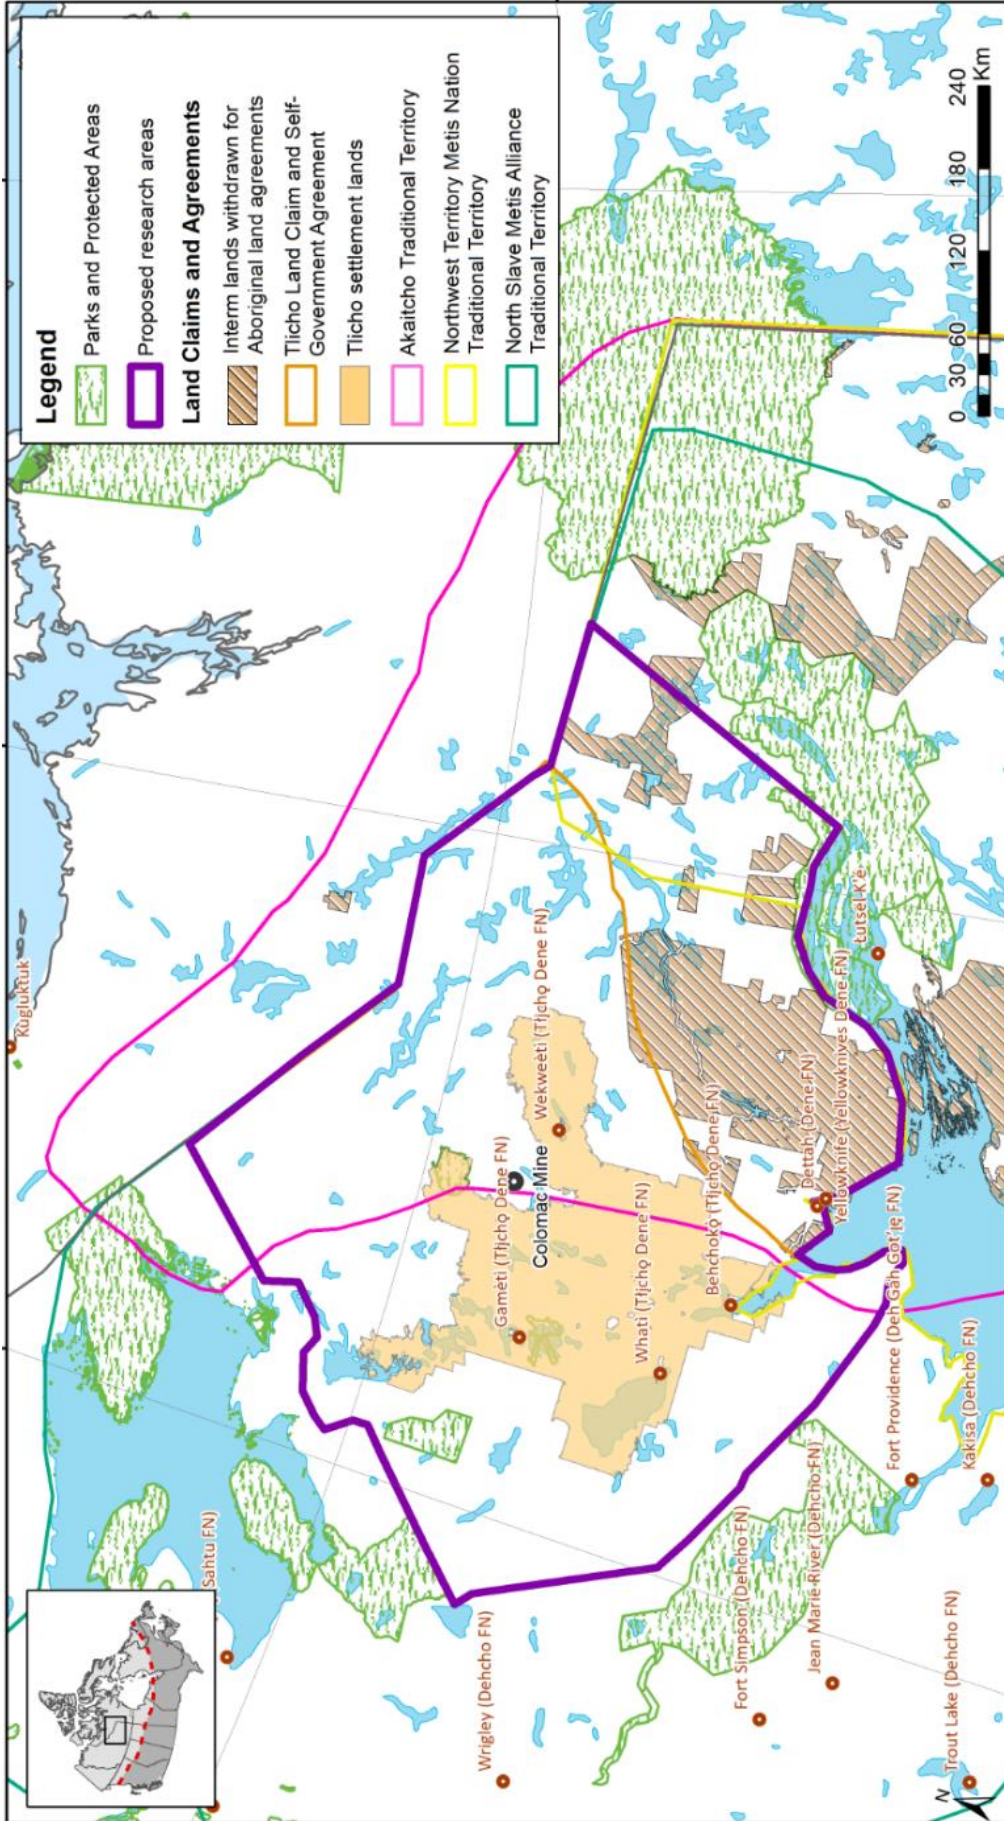 Legend
Parks and Protected Areas
Proposed research areas
Land Claims and Agreements
Interm lands withdrawn for
Aboriginal land agreements
Tlicho Land Claim and Self-
Government Agreement
Tlicho settlement lands
Akaitcho Traditional Territory
Northwest Territory Metis Nation
Traditional Territory
North Slave Metis Alliance
Traditional Territory
Kugluktuk
Sahtu FN)
Wrigley (Dehcho FN)
Gamètì (Tłįchǫ Dene FN)
Colomac Mine
Wekweètì (Tłįchǫ Dene FN)
Whatì (Tłįchǫ Dene FN)
Behchokǫ̀ (Tłįchǫ Dene FN)
Dettah (Dene FN)
Yellowknife (Yellowknives Dene FN)
Łutsel K'e
Fort Simpson (Dehcho FN)
Jean Marie River (Dehcho FN)
Fort Providence (Deh Gah Got'ie FN)
Kakisa (Dehcho FN)
Trout Lake (Dehcho FN)
N
0 30 60 120 180 240
Km